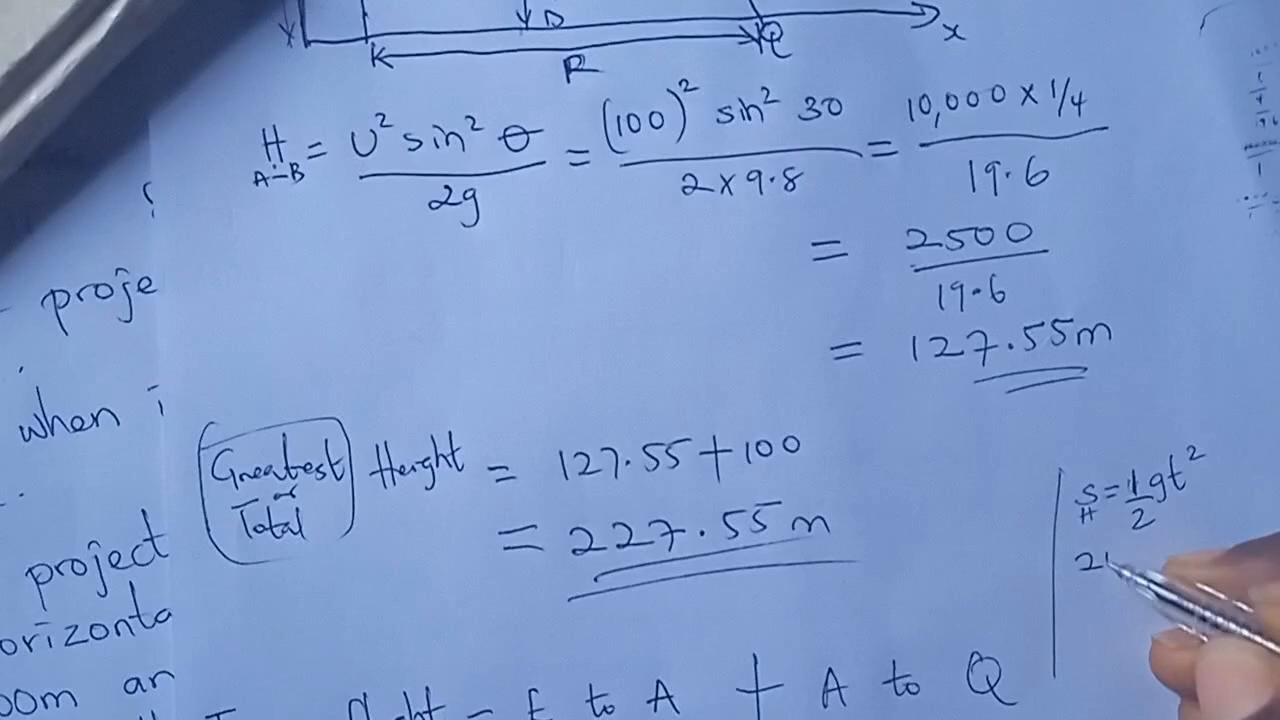 D
K Q x
R
H A-B = U² sin² θ / 2g = (100)² sin² 30 / 2 × 9.8 = 10,000 × 1/4 / 19.6
= 2500 / 19.6
proje
= 127.55m
when i
Greatest or Total Height = 127.55 + 100
= 227.55 m
S H = 1/2 gt²
project
orizonta
oom an
to A + A to Q